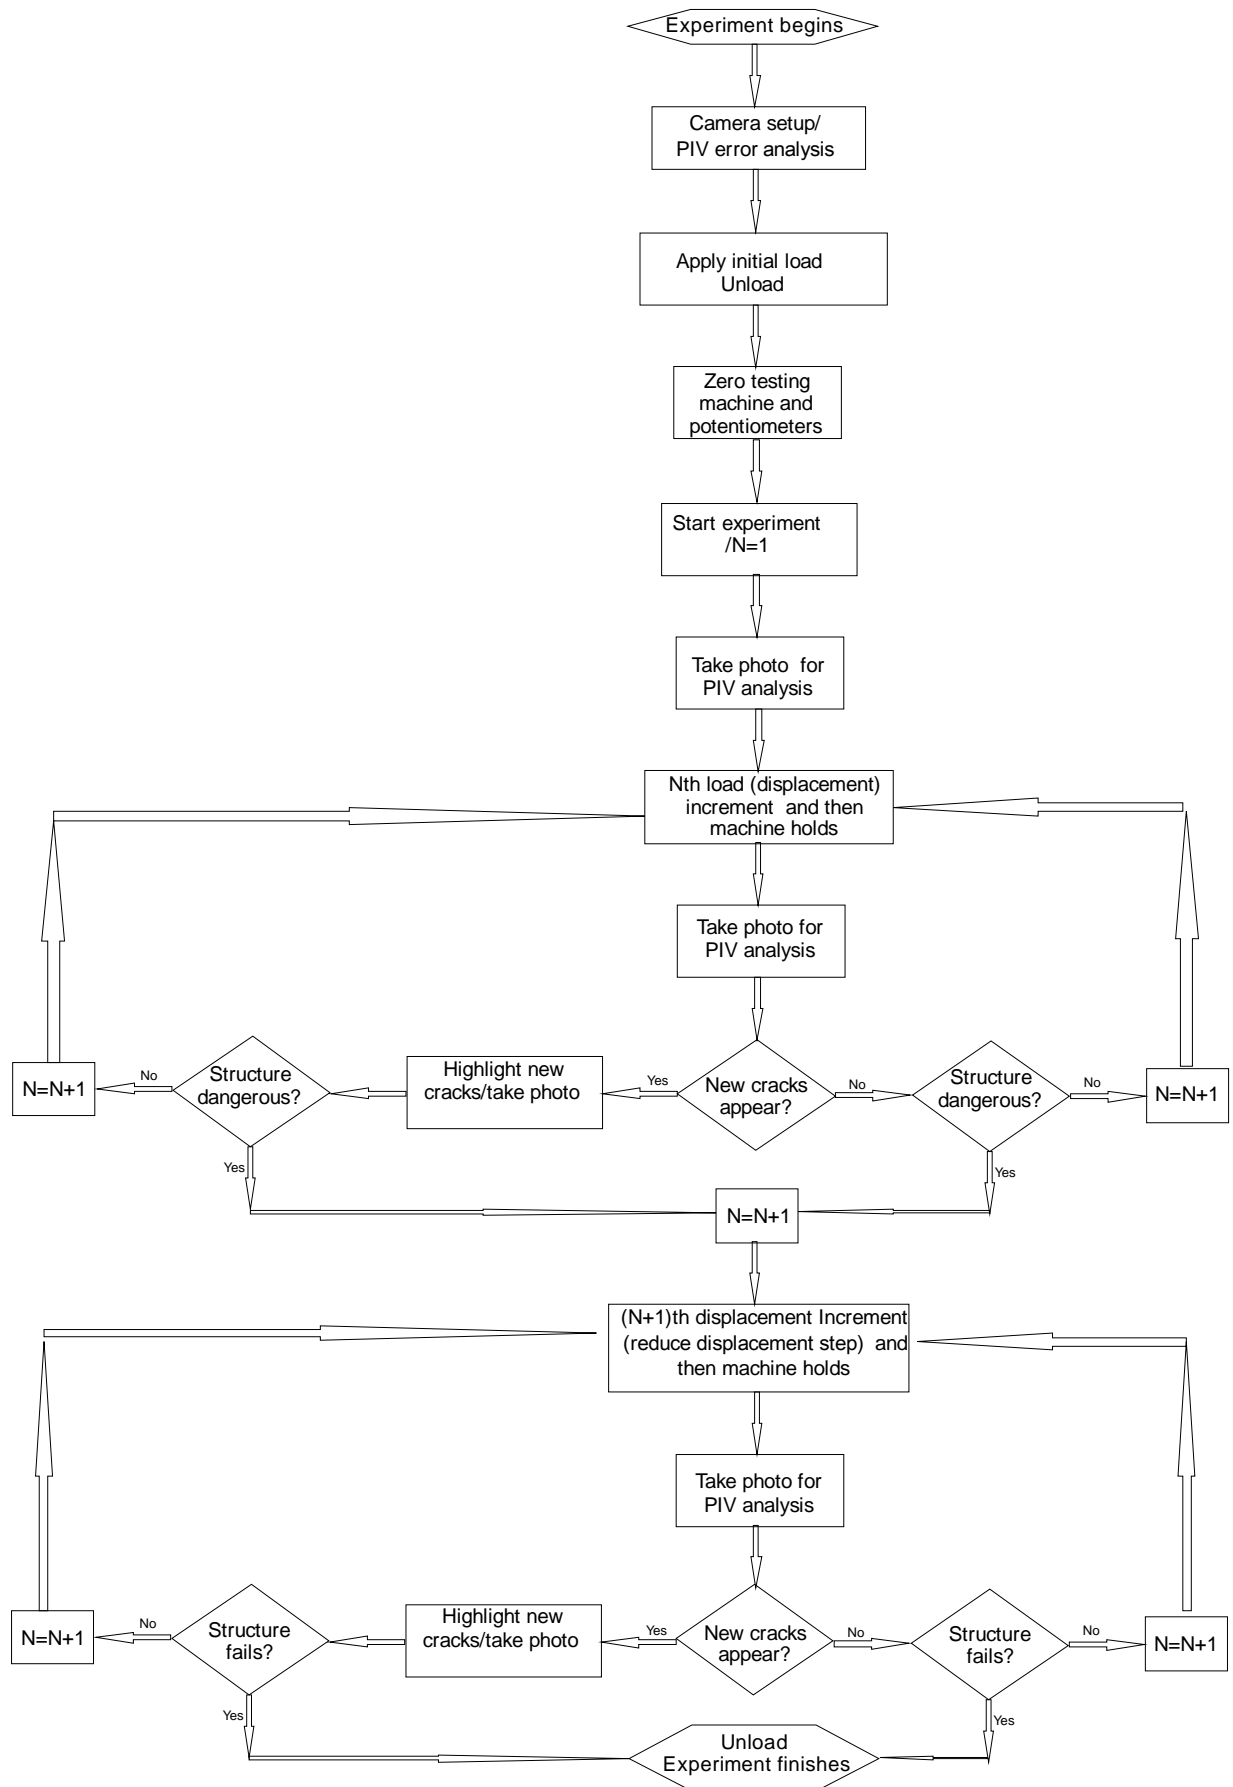 Experiment begins
Camera setup/
PIV error analysis
Apply initial load
Unload
Zero testing
machine and
potentiometers
Start experiment
/N=1
Take photo for
PIV analysis
Nth load (displacement)
increment and then
machine holds
Take photo for
PIV analysis
N=N+1
No
Structure
dangerous?
Highlight new
cracks/take photo
Yes
New cracks
appear?
No
Structure
dangerous?
No
N=N+1
Yes
Yes
N=N+1
(N+1)th displacement Increment
(reduce displacement step) and
then machine holds
Take photo for
PIV analysis
N=N+1
No
Structure
fails?
Highlight new
cracks/take photo
Yes
New cracks
appear?
No
Structure
fails?
No
N=N+1
Yes
Yes
Unload
Experiment finishes